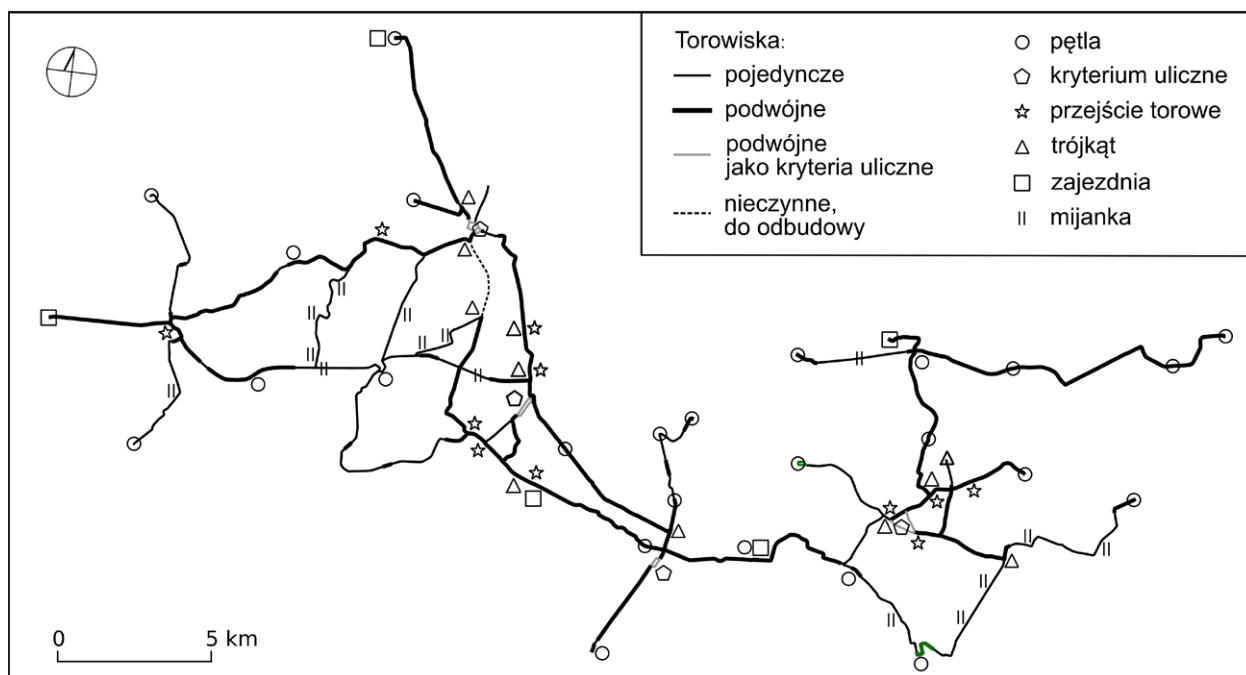 Torowiska:
pojedyncze
podwójne
podwójne
jako kryteria uliczne
nieczynne,
do odbudowy
pętla
kryterium uliczne
przejście torowe
trójkąt
zajezdnia
mijanka
0 5 km